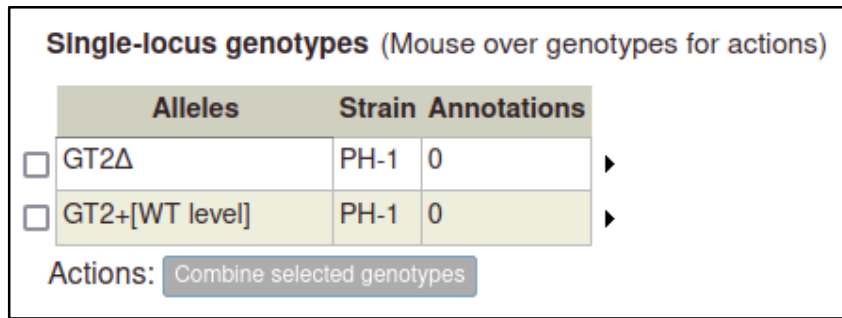 Single-locus genotypes (Mouse over genotypes for actions)
Alleles Strain Annotations
GT2Δ PH-1 0
GT2+[WT level] PH-1 0
Actions: Combine selected genotypes